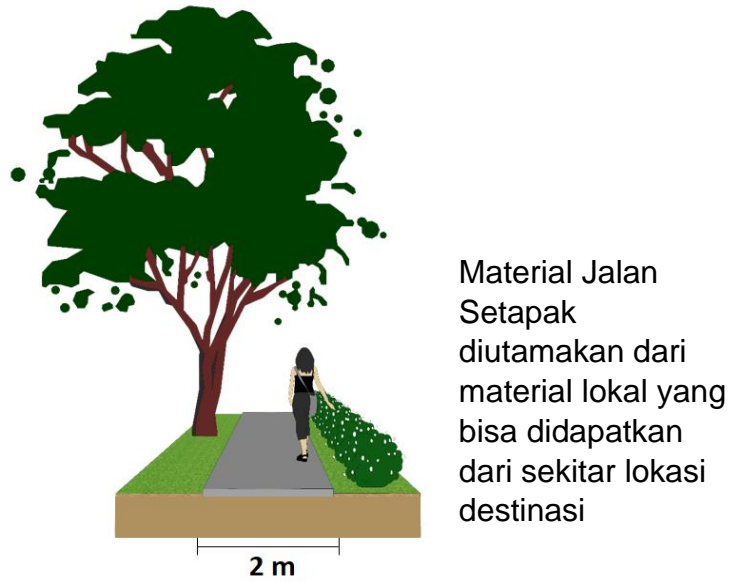 Material Jalan
Setapak
diutamakan dari
material lokal yang
bisa didapatkan
dari sekitar lokasi
destinasi
2 m